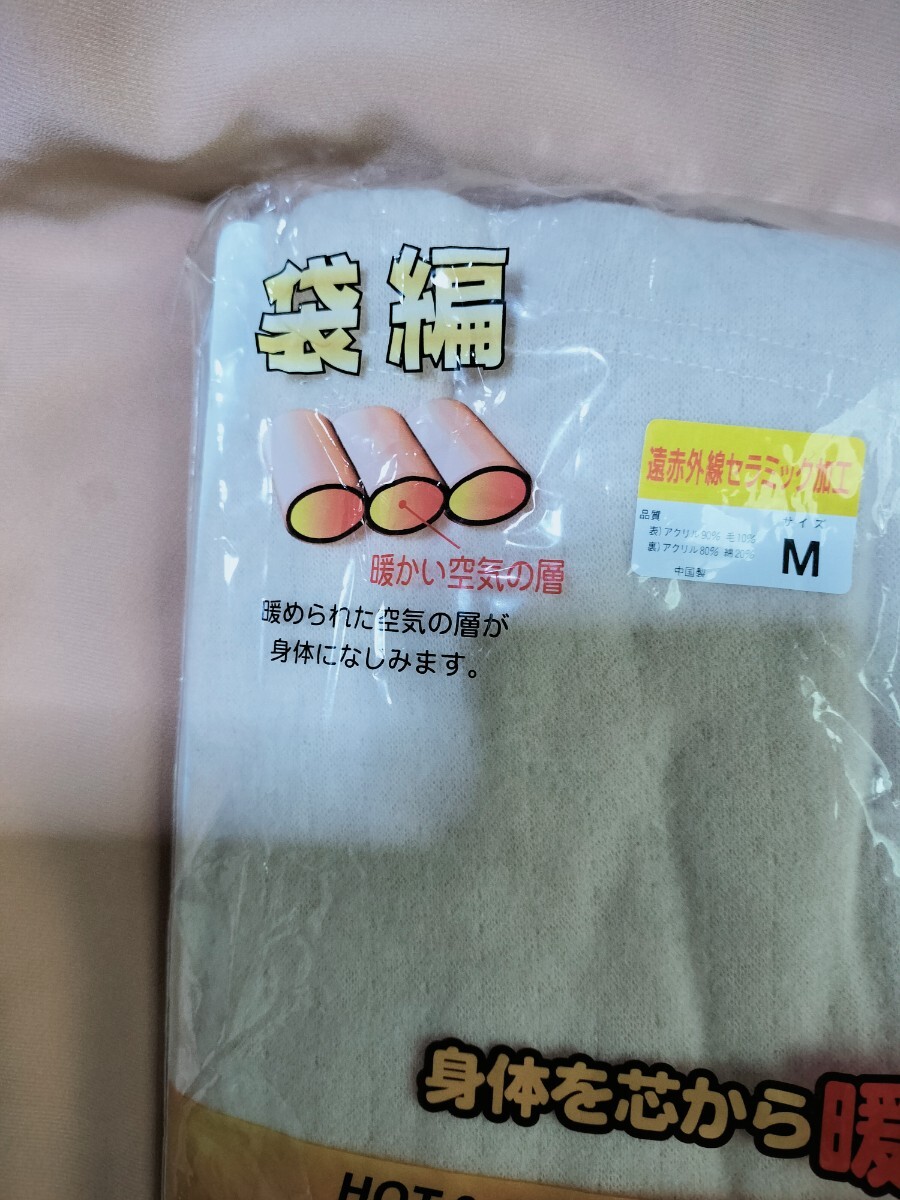 袋編
暖かい空気の層
暖められた空気の層が
身体になじみます。
遠赤外線セラミック加工
品質
サイズ
表)アクリル90% 毛10%
裏)アクリル80% 綿20%
M
中国製
身体を芯から暖
HOT